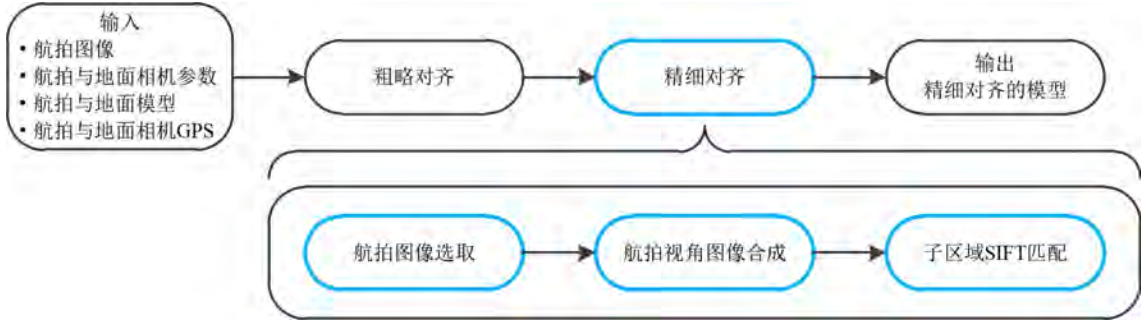 输入
• 航拍图像
• 航拍与地面相机参数
• 航拍与地面模型
• 航拍与地面相机GPS
粗略对齐
精细对齐
输出
精细对齐的模型
航拍图像选取
航拍视角图像合成
子区域SIFT匹配